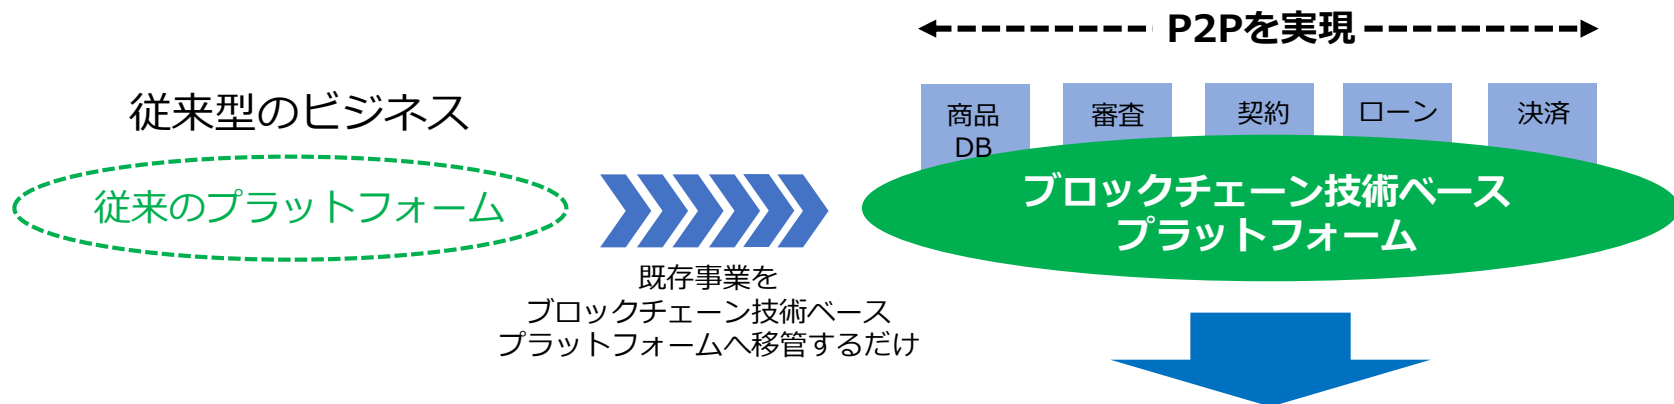 P2Pを実現
従来型のビジネス
従来のプラットフォーム
既存事業を
ブロックチェーン技術ベース
プラットフォームへ移管するだけ
商品
DB
審査
契約
ローン
決済
ブロックチェーン技術ベース
プラットフォーム